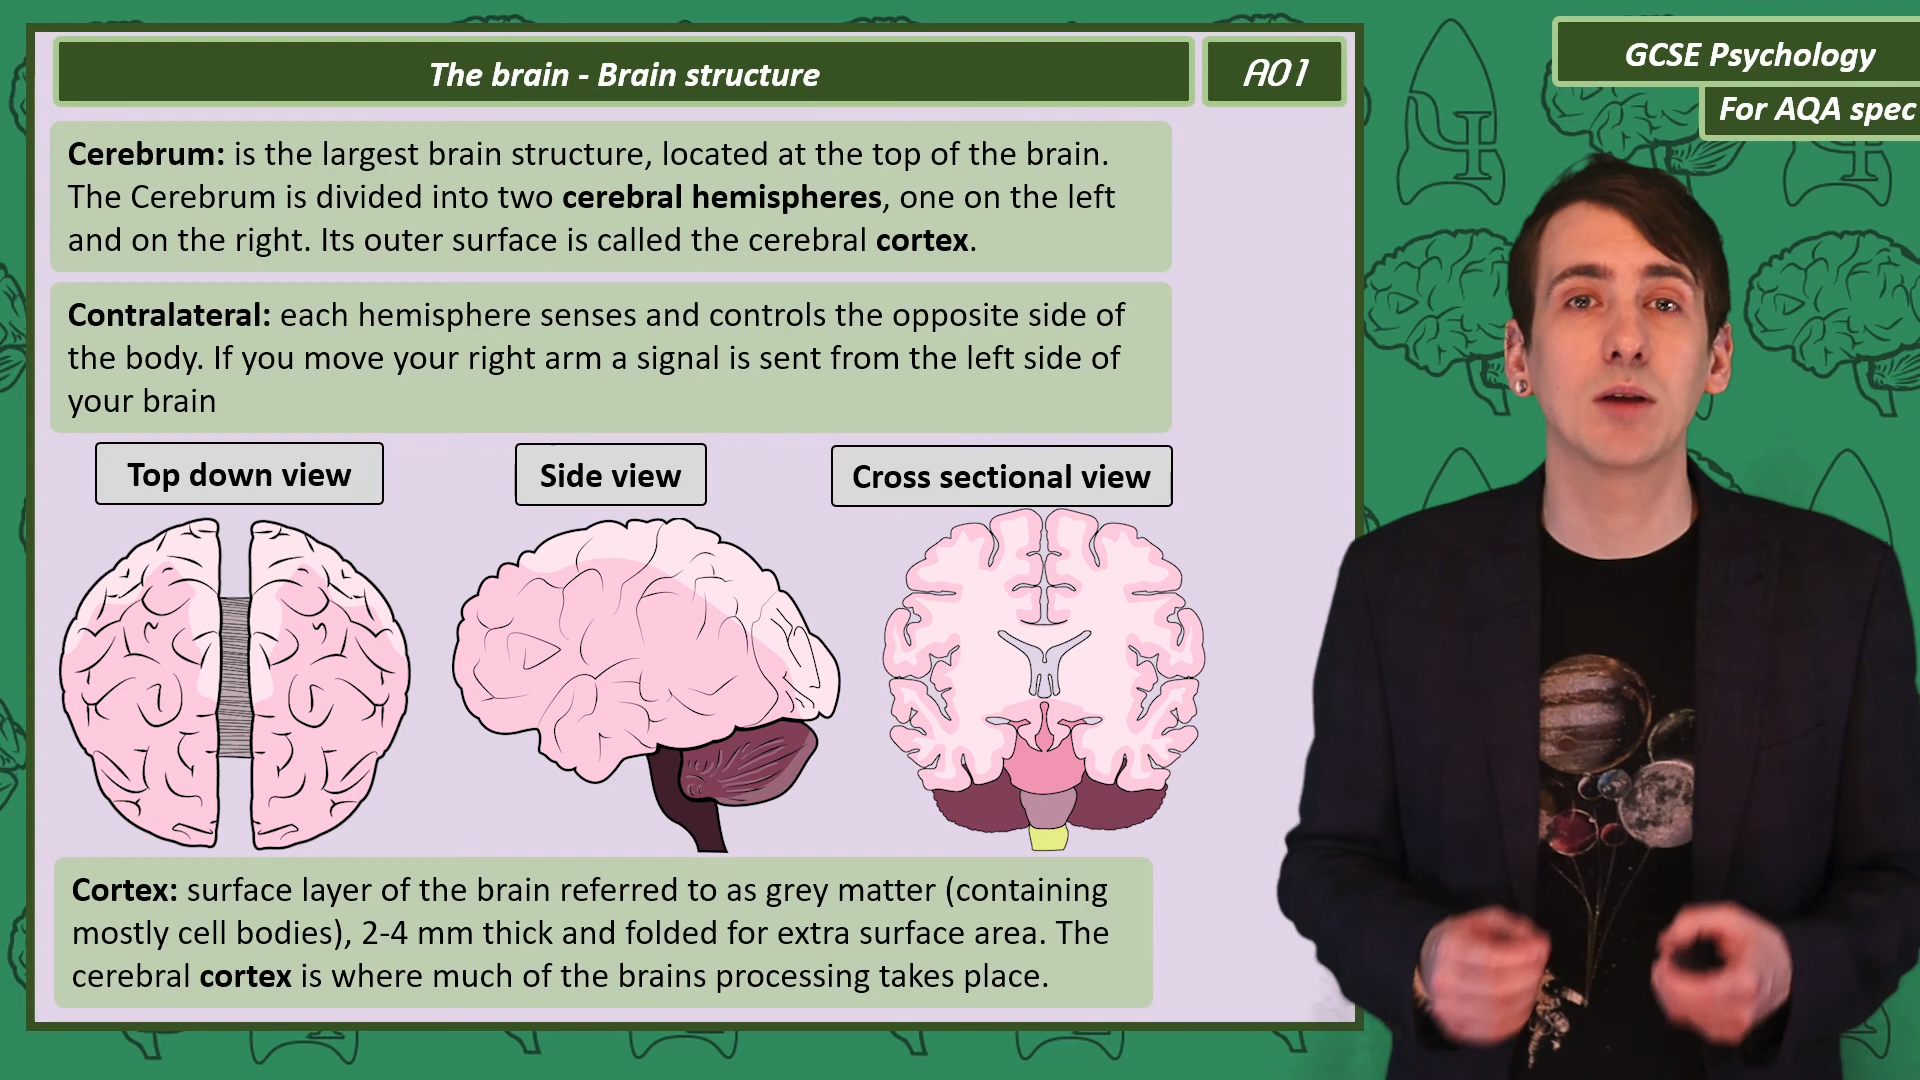 The brain - Brain structure
AO1
GCSE Psychology
For AQA spec
Cerebrum: is the largest brain structure, located at the top of the brain.
The Cerebrum is divided into two cerebral hemispheres, one on the left
and on the right. Its outer surface is called the cerebral cortex.
Contralateral: each hemisphere senses and controls the opposite side of
the body. If you move your right arm a signal is sent from the left side of
your brain
Top down view
Side view
Cross sectional view
Cortex: surface layer of the brain referred to as grey matter (containing
mostly cell bodies), 2-4 mm thick and folded for extra surface area. The
cerebral cortex is where much of the brains processing takes place.